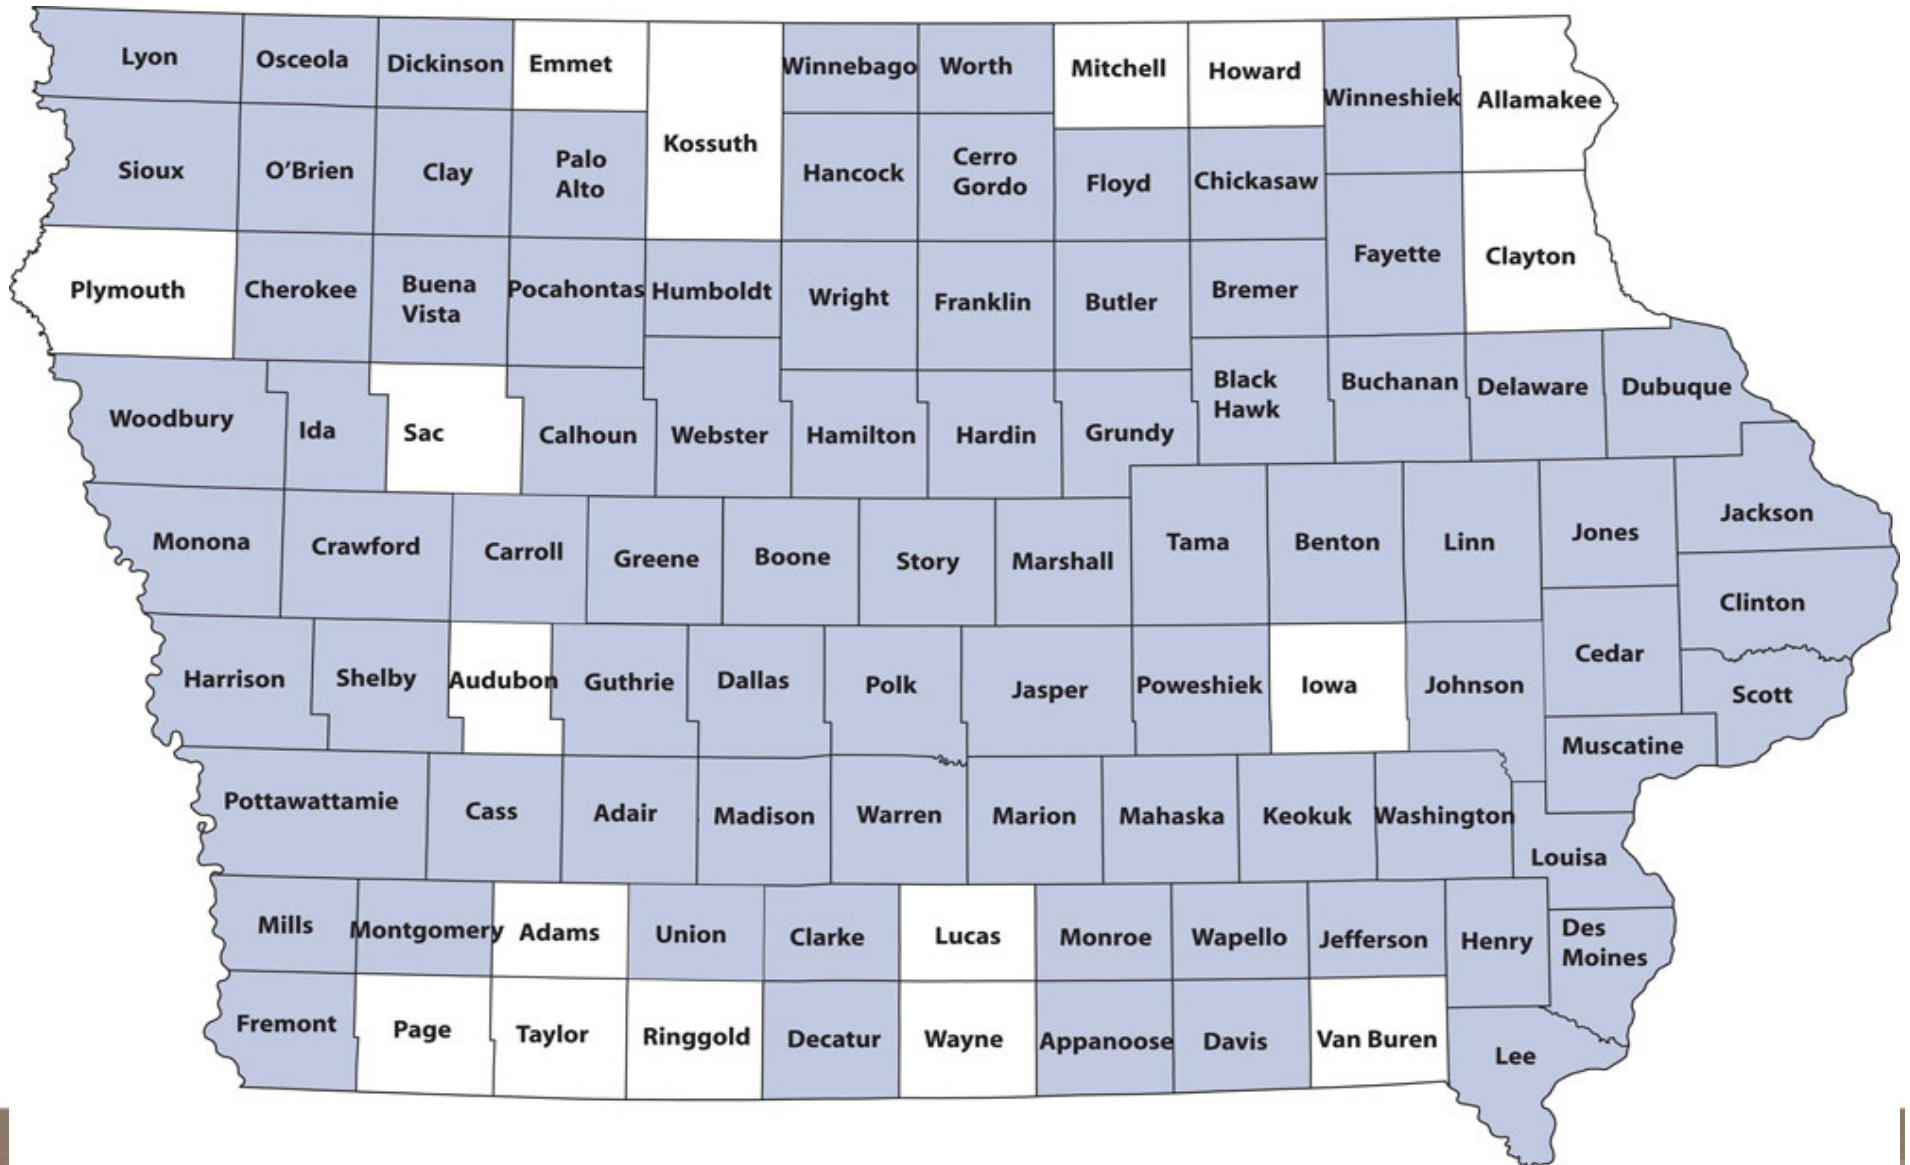 Lyon
Osceola
Dickinson
Emmet
Kossuth
Winnebago
Worth
Mitchell
Howard
Winneshiek
Allamakee
Sioux
O'Brien
Clay
Palo
Alto
Hancock
Cerro
Gordo
Floyd
Chickasaw
Fayette
Clayton
Plymouth
Cherokee
Buena
Vista
Pocahontas
Humboldt
Wright
Franklin
Butler
Bremer
Woodbury
Ida
Sac
Calhoun
Webster
Hamilton
Hardin
Grundy
Black
Hawk
Buchanan
Delaware
Dubuque
Monona
Crawford
Carroll
Greene
Boone
Story
Marshall
Tama
Benton
Linn
Jones
Jackson
Clinton
Harrison
Shelby
Audubon
Guthrie
Dallas
Polk
Jasper
Poweshiek
Iowa
Johnson
Cedar
Scott
Muscatine
Pottawattamie
Cass
Adair
Madison
Warren
Marion
Mahaska
Keokuk
Washington
Louisa
Mills
Montgomery
Adams
Union
Clarke
Lucas
Monroe
Wapello
Jefferson
Henry
Des
Moines
Fremont
Page
Taylor
Ringgold
Decatur
Wayne
Appanoose
Davis
Van Buren
Lee